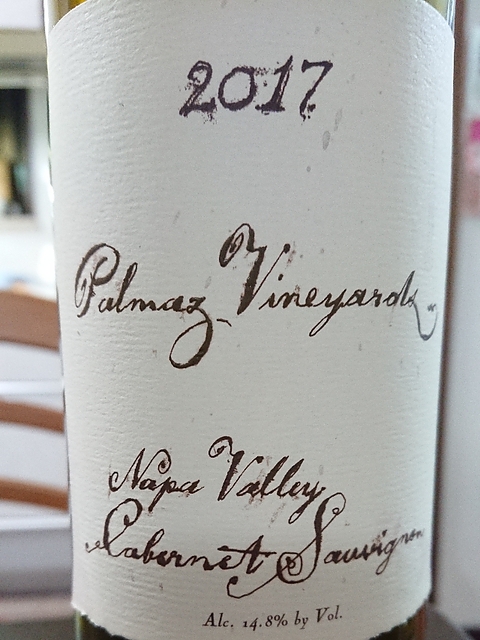 2017
Palmaz Vineyards
Napa Valley
Cabernet Sauvignon
Alc. 14.8% by Vol.